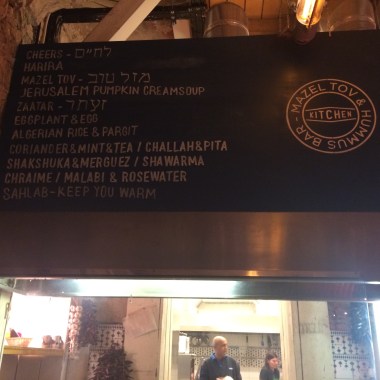 CHEERS - לחיים
HARIRA
MAZEL TOV - מזל טוב
JERUSALEM PUMPKIN CREAMSOUP
ZAATAR - זעתר
EGGPLANT & EGG
ALGERIAN RICE & PARGIT
CORIANDER&MINT&TEA / CHALLAH&PITA
SHAKSHUKA&MERGUEZ / SHAWARMA
CHRAIME / MALABI & ROSEWATER
SAHLAB-KEEP YOU WARM
MAZEL TOV & HUMMUS BAR
KITCHEN